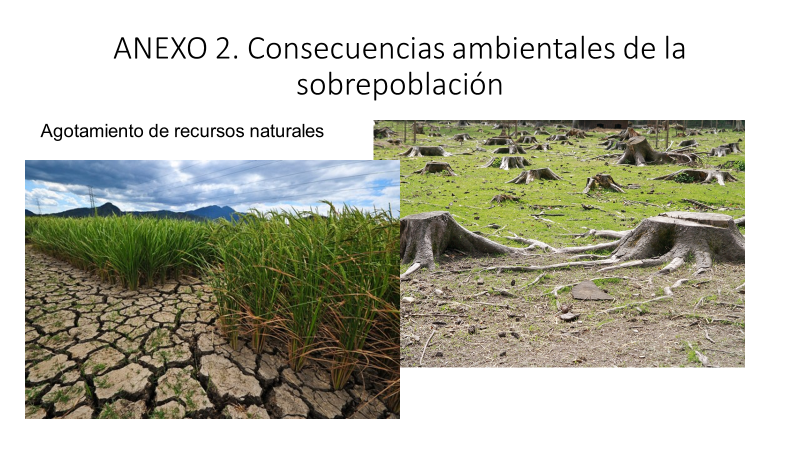 ANEXO 2. Consecuencias ambientales de la
sobrepoblación
Agotamiento de recursos naturales